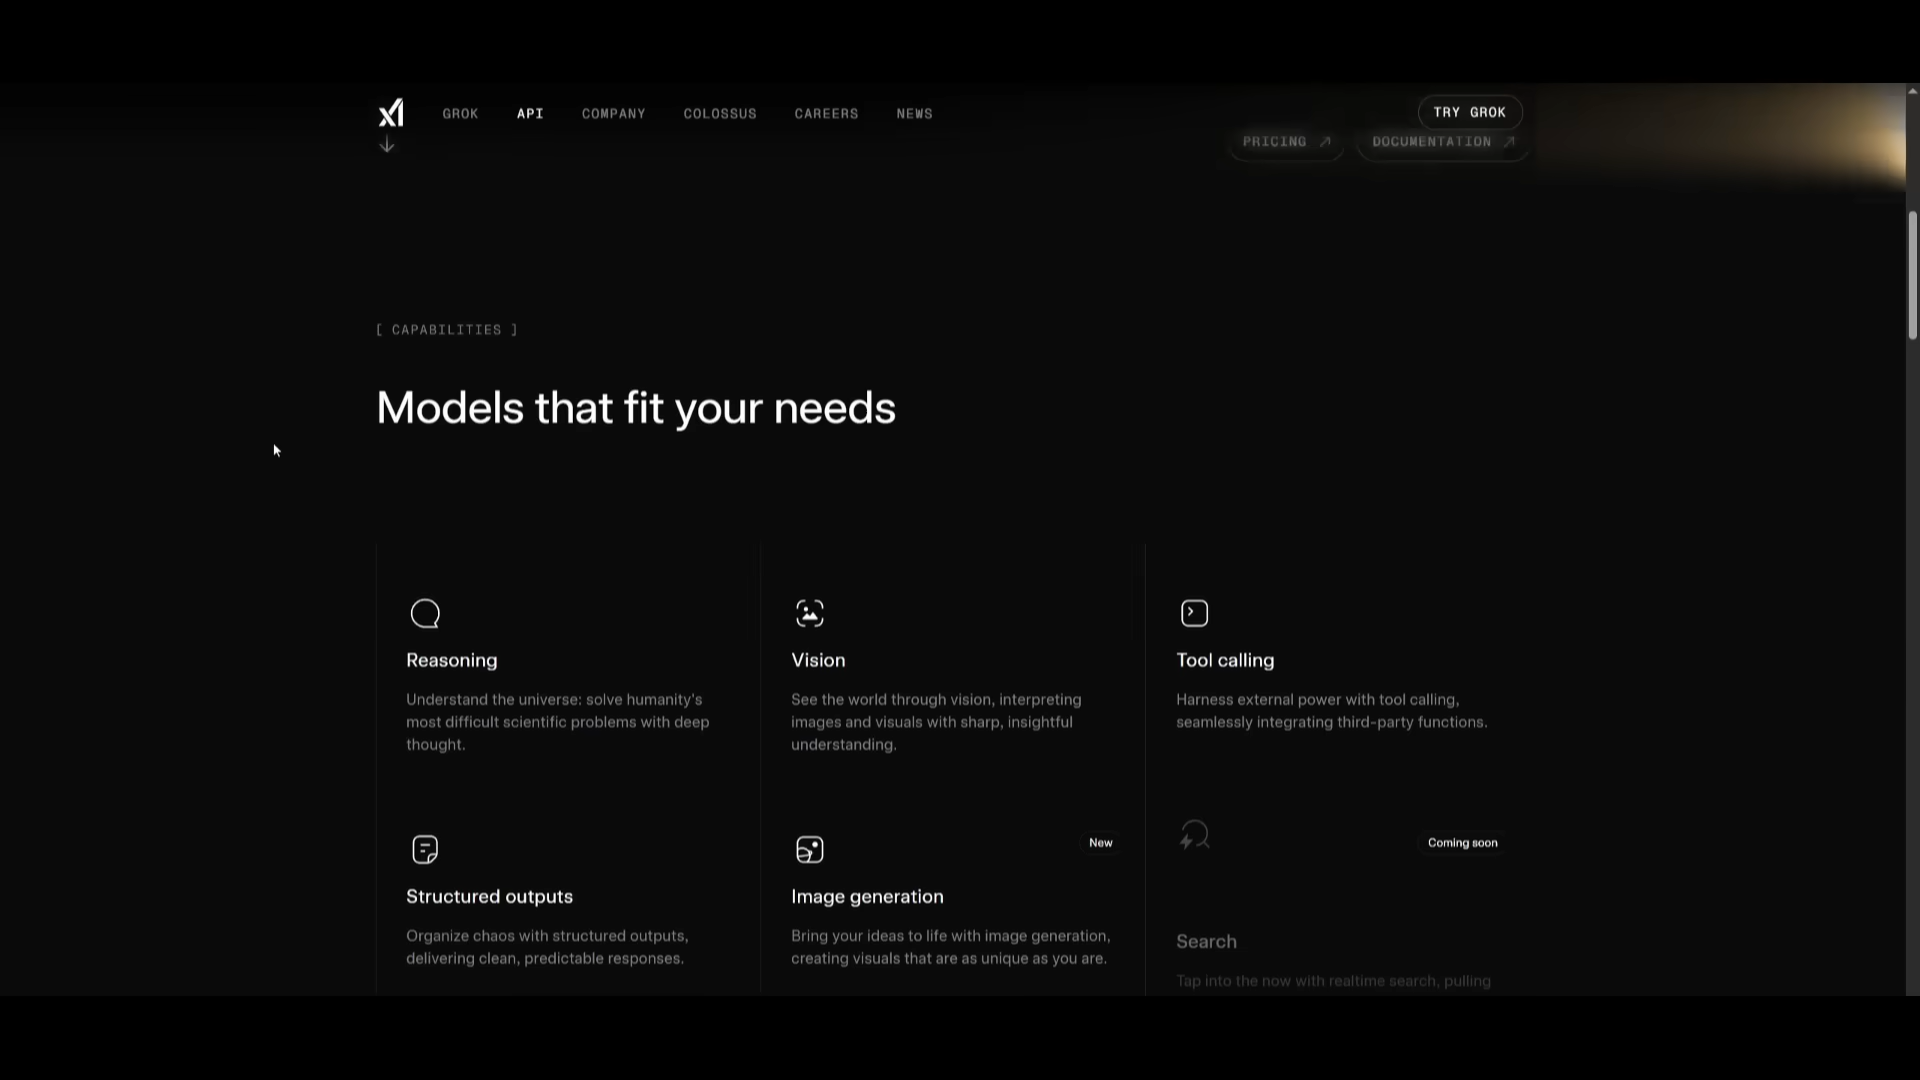 xI
GROK
API
COMPANY
COLOSSUS
CAREERS
NEWS
TRY GROK
PRICING
DOCUMENTATION
[ CAPABILITIES ]
Models that fit your needs
Reasoning
Understand the universe: solve humanity's
most difficult scientific problems with deep
thought.
Vision
See the world through vision, interpreting
images and visuals with sharp, insightful
understanding.
Tool calling
Harness external power with tool calling,
seamlessly integrating third-party functions.
Structured outputs
Organize chaos with structured outputs,
delivering clean, predictable responses.
New
Image generation
Bring your ideas to life with image generation,
creating visuals that are as unique as you are.
Coming soon
Search
Tap into the now with realtime search, pulling